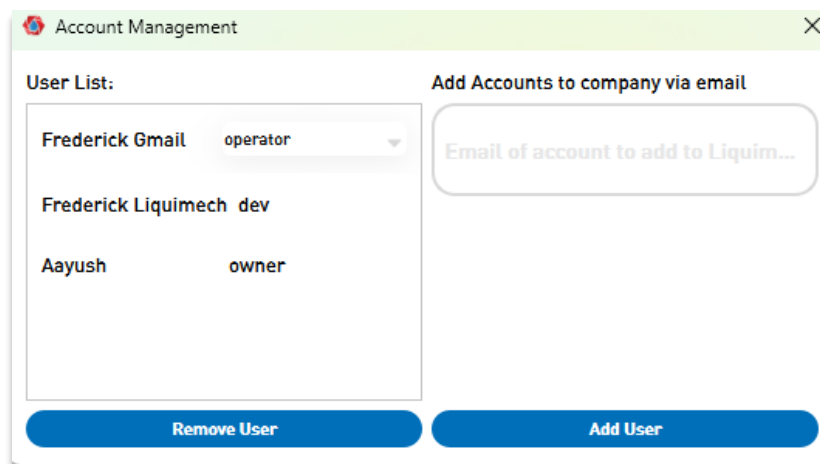 Account Management
User List:
Add Accounts to company via email
Frederick Gmail operator
Email of account to add to Liquim...
Frederick Liquimech dev
Aayush owner
Remove User
Add User